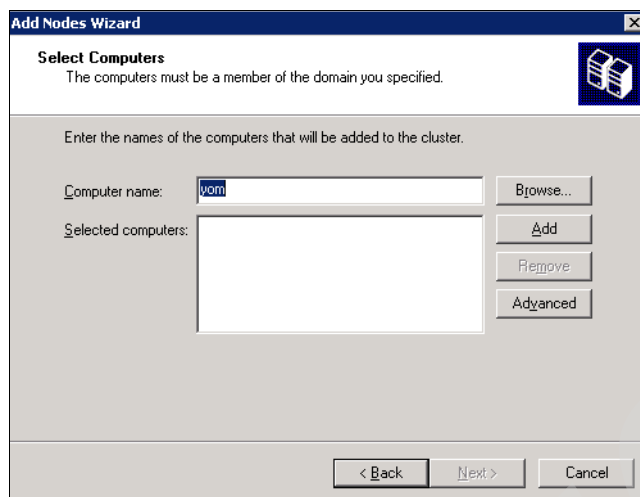 Add Nodes Wizard
Select Computers
The computers must be a member of the domain you specified.
Enter the names of the computers that will be added to the cluster.
Computer name: yom Browse...
Selected computers: Add
Remove
Advanced
< Back Next > Cancel